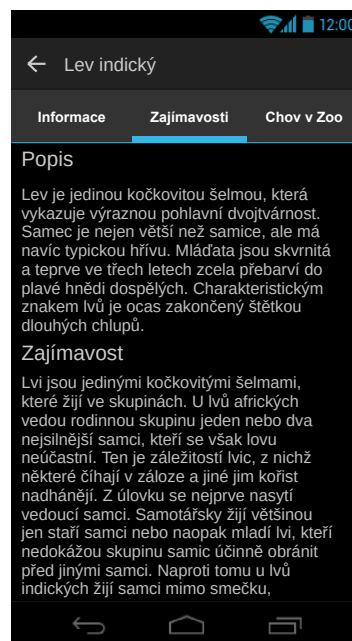 12:00
Lev indický
Informace Zajímavosti Chov v Zoo
Popis
Lev je jedinou kočkovitou šelmou, která
vykazuje výraznou pohlavní dvojtvárnost.
Samec je nejen větší než samice, ale má
navíc typickou hřívu. Mláďata jsou skvrnitá
a teprve ve třech letech zcela přebarví do
plavé hnědi dospělých. Charakteristickým
znakem lvů je ocas zakončený štětkou
dlouhých chlupů.
Zajímavost
Lvi jsou jedinými kočkovitými šelmami,
které žijí ve skupinách. U lvů afrických
vedou rodinnou skupinu jeden nebo dva
nejsilnější samci, kteří se však lovu
neúčastní. Ten je záležitostí lvic, z nichž
některé číhají v záloze a jiné jim kořist
nadhánějí. Z úlovku se nejprve nasytí
vedoucí samci. Samotářsky žijí většinou
jen staří samci nebo naopak mladí lvi, kteří
nedokážou skupinu samic účinně obránit
před jinými samci. Naproti tomu u lvů
indických žijí samci mimo smečku,